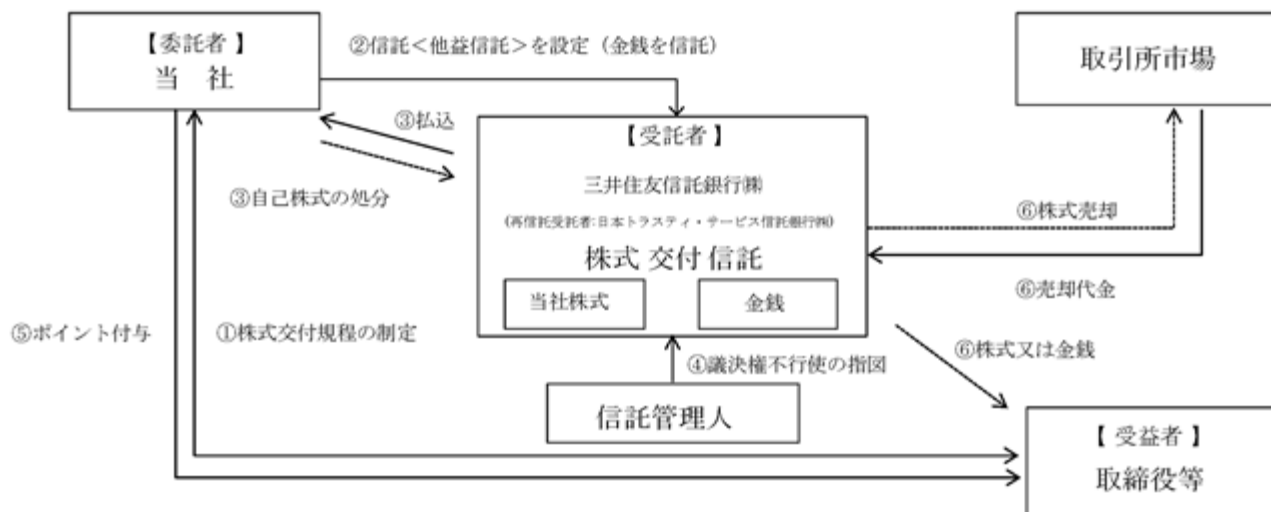 【委託者】
当 社
②信託＜他益信託＞を設定（金銭を信託）
取引所市場
③払込
③自己株式の処分
【受託者】
三井住友信託銀行㈱
(再信託受託者:日本トラスティ・サービス信託銀行㈱)
株式 交付 信託
当社株式
金銭
⑥株式売却
⑥売却代金
⑤ポイント付与
①株式交付規程の制定
④議決権不行使の指図
⑥株式又は金銭
信託管理人
【 受益者 】
取締役等